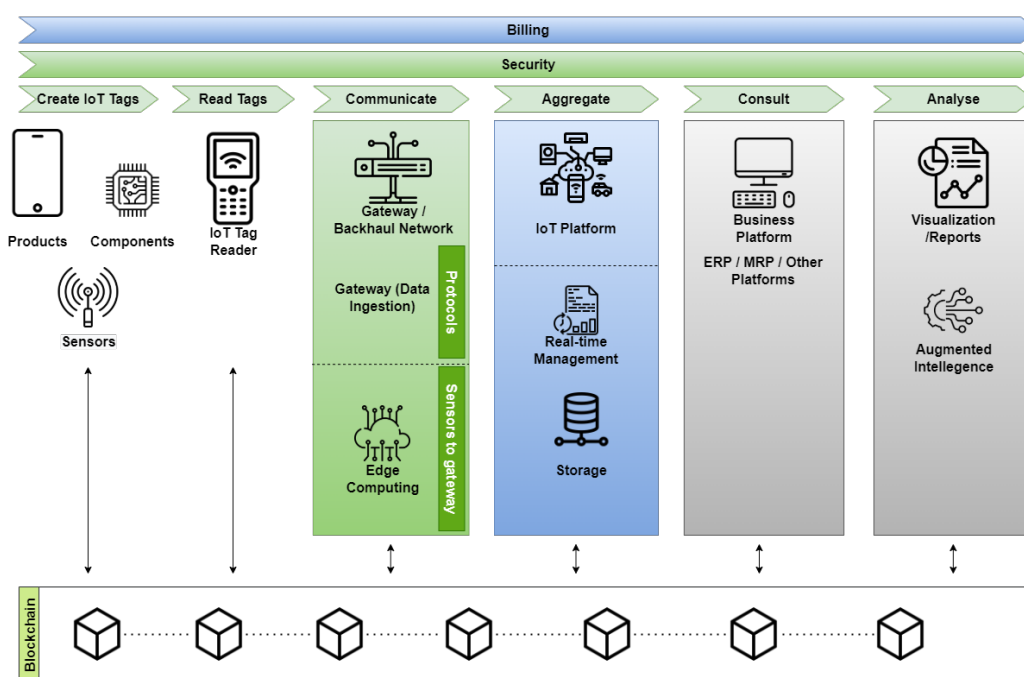 Billing
Security
Create IoT Tags
Read Tags
Communicate
Aggregate
Consult
Analyse
Products
Components
Sensors
IoT Tag
Reader
Gateway /
Backhaul Network
Gateway (Data
Ingestion)
Protocols
Edge
Computing
Sensors to gateway
IoT Platform
Real-time
Management
Storage
Business
Platform
ERP / MRP / Other
Platforms
Visualization
/Reports
Augmented
Intellegence
Blockchain